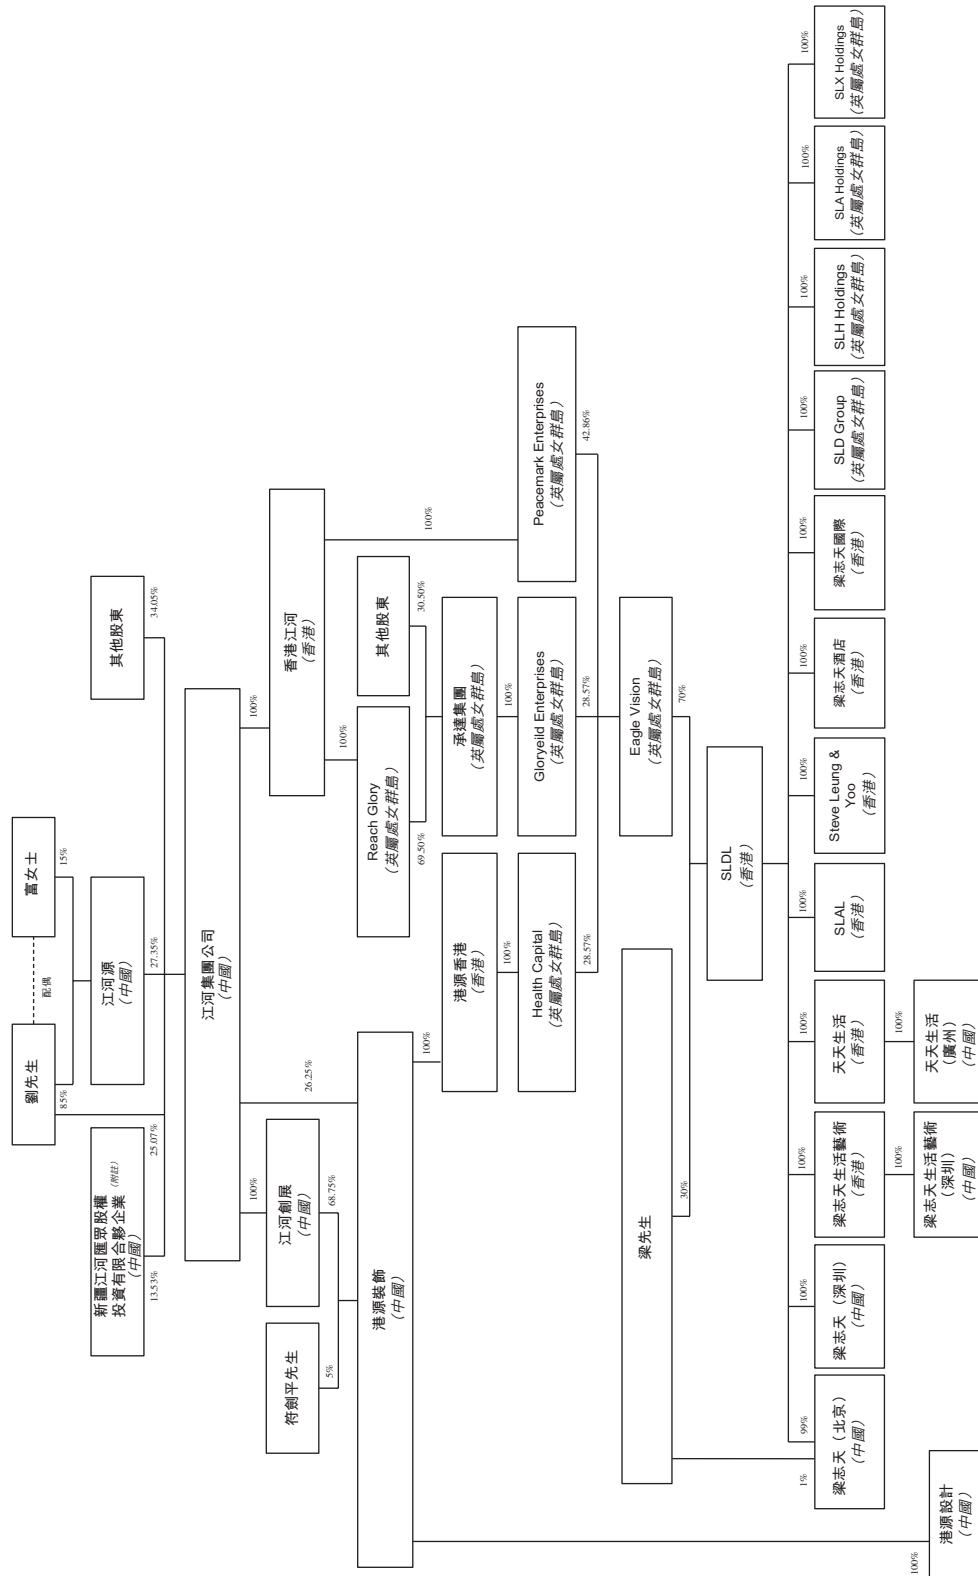 劉先生
配偶
富女士
85%
15%
新疆江河匯眾股權
投資有限合夥企業（附註）
（中國）
江河源
（中國）
其他股東
13.53%
25.07%
27.35%
34.05%
江河集團公司
（中國）
100%
26.25%
100%
符劍平先生
江河創展
（中國）
香港江河
（香港）
5%
68.75%
100%
100%
港源裝飾
（中國）
Reach Glory
（英屬處女群島）
其他股東
69.50%
30.50%
100%
港源香港
（香港）
承達集團
（英屬處女群島）
100%
100%
Health Capital
（英屬處女群島）
Gloryeild Enterprises
（英屬處女群島）
Peacemark Enterprises
（英屬處女群島）
28.57%
28.57%
42.86%
梁先生
Eagle Vision
（英屬處女群島）
30%
70%
SLDL
（香港）
1%
99%
100%
100%
100%
100%
100%
100%
100%
100%
100%
100%
100%
梁志天（北京）
（中國）
梁志天（深圳）
（中國）
梁志天生活藝術
（香港）
天天生活
（香港）
SLAL
（香港）
Steve Leung &
Yoo
（香港）
梁志天酒店
（香港）
梁志天國際
（香港）
SLD Group
（英屬處女群島）
SLH Holdings
（英屬處女群島）
SLA Holdings
（英屬處女群島）
SLX Holdings
（英屬處女群島）
100%
100%
100%
港源設計
（中國）
梁志天生活藝術
（深圳）
（中國）
天天生活
（廣州）
（中國）